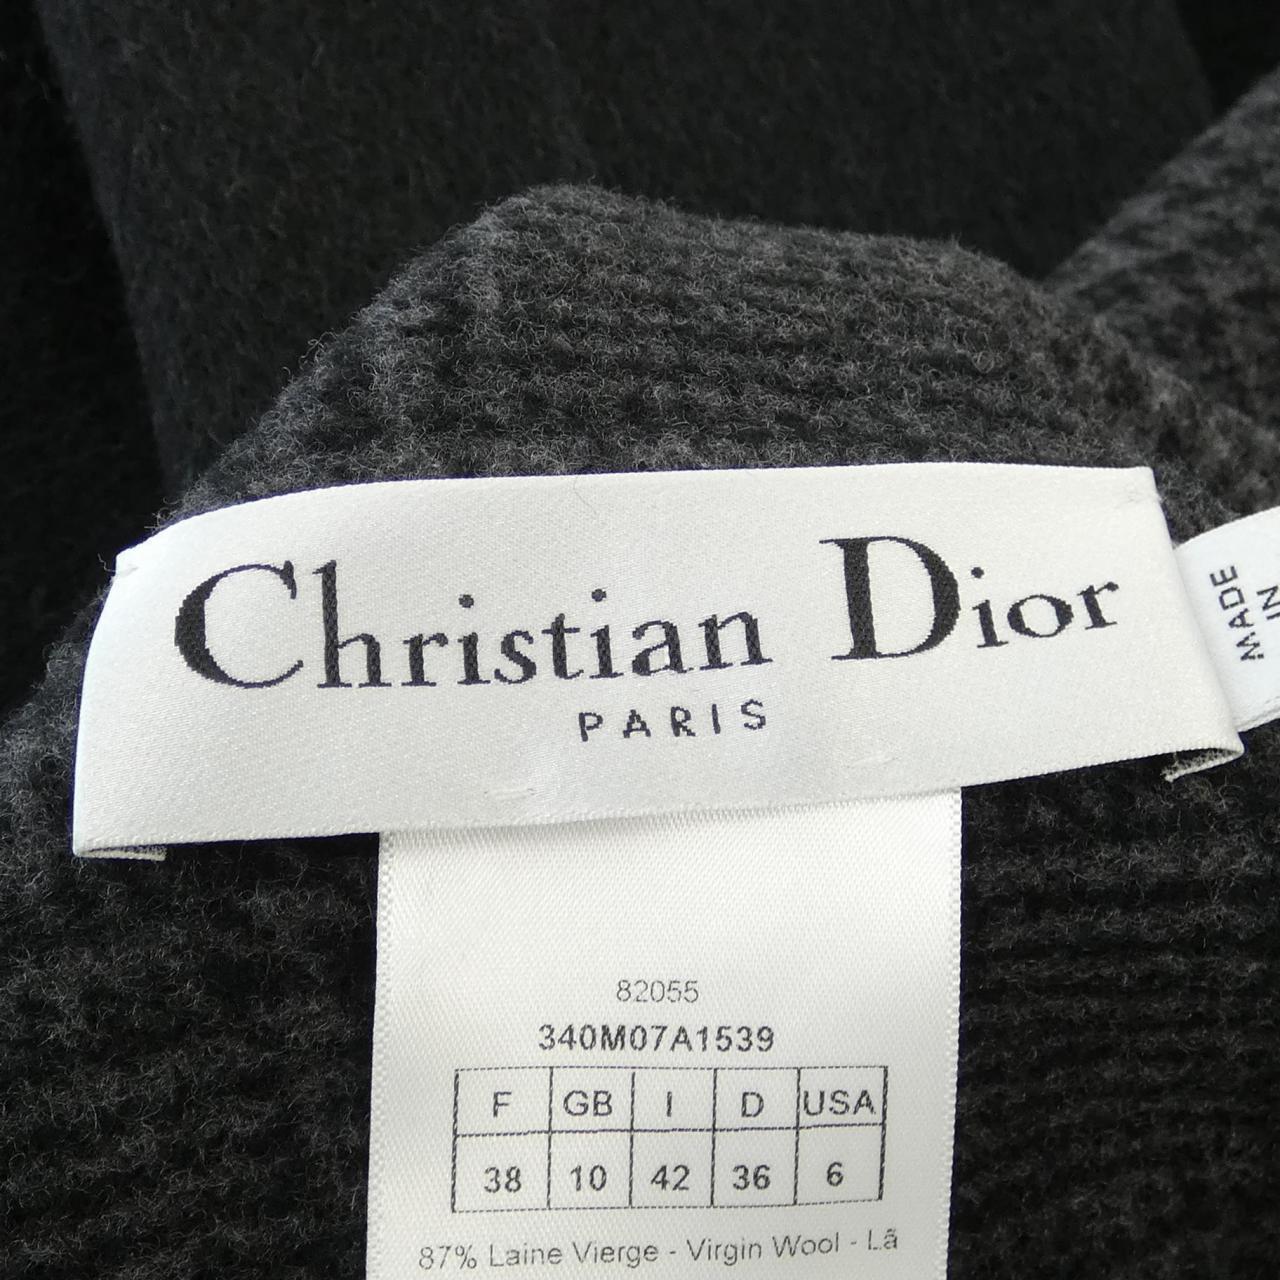 Christian Dior
PARIS
MADE
IN
82055
340M07A1539
F GB I D USA
38 10 42 36 6
87% Laine Vierge - Virgin Wool - Lã